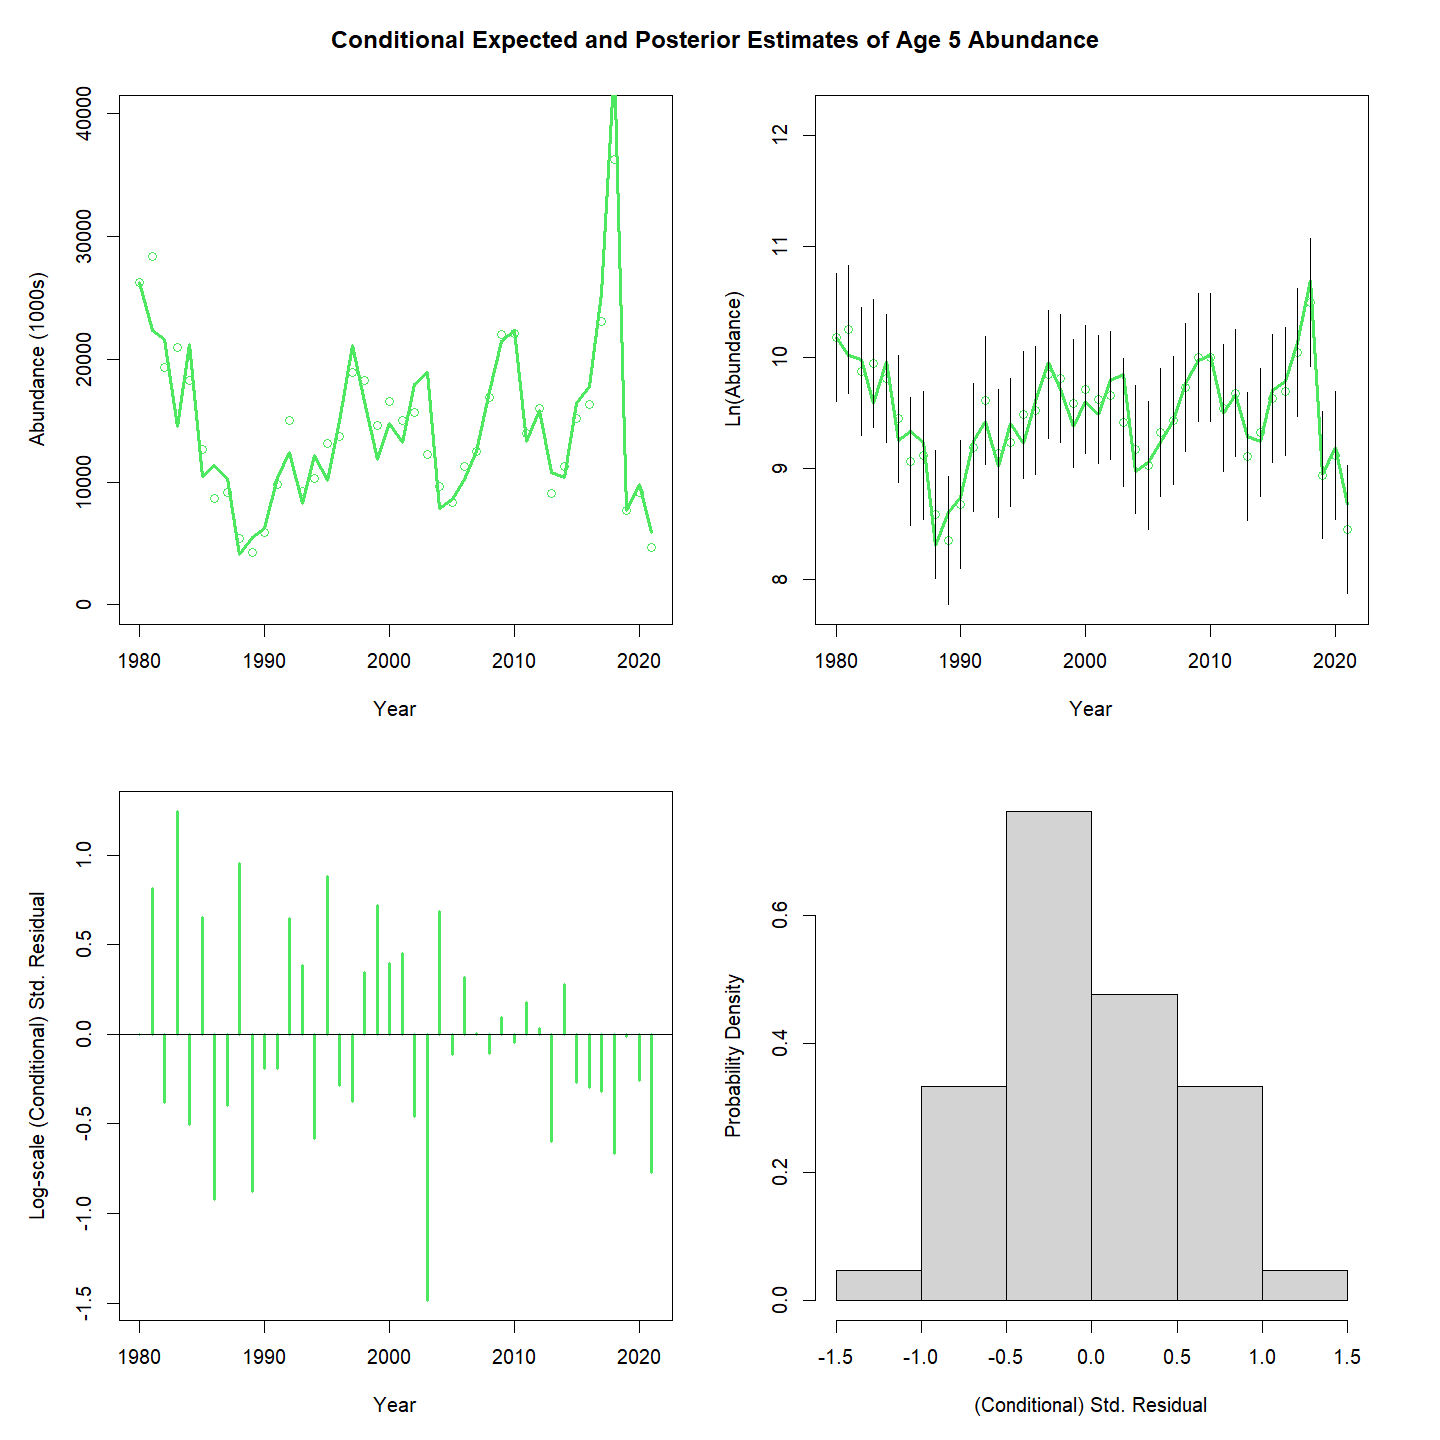 Conditional Expected and Posterior Estimates of Age 5 Abundance
Abundance (1000s)
40000
30000
20000
10000
0
1980 1990 2000 2010 2020
Year
Ln(Abundance)
12
11
10
9
8
1980 1990 2000 2010 2020
Year
Log-scale (Conditional) Std. Residual
1.0
0.5
0.0
-0.5
-1.0
-1.5
1980 1990 2000 2010 2020
Year
Probability Density
0.6
0.4
0.2
0.0
-1.5 -1.0 -0.5 0.0 0.5 1.0 1.5
(Conditional) Std. Residual